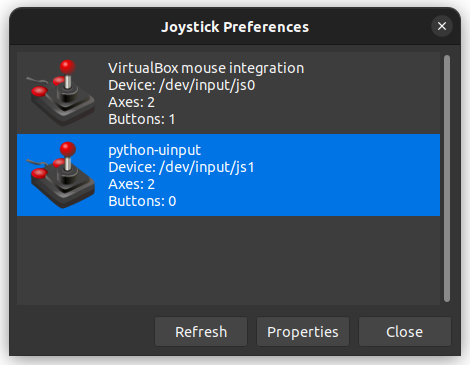 Joystick Preferences
VirtualBox mouse integration
Device: /dev/input/js0
Axes: 2
Buttons: 1
python-uinput
Device: /dev/input/js1
Axes: 2
Buttons: 0
Refresh Properties Close